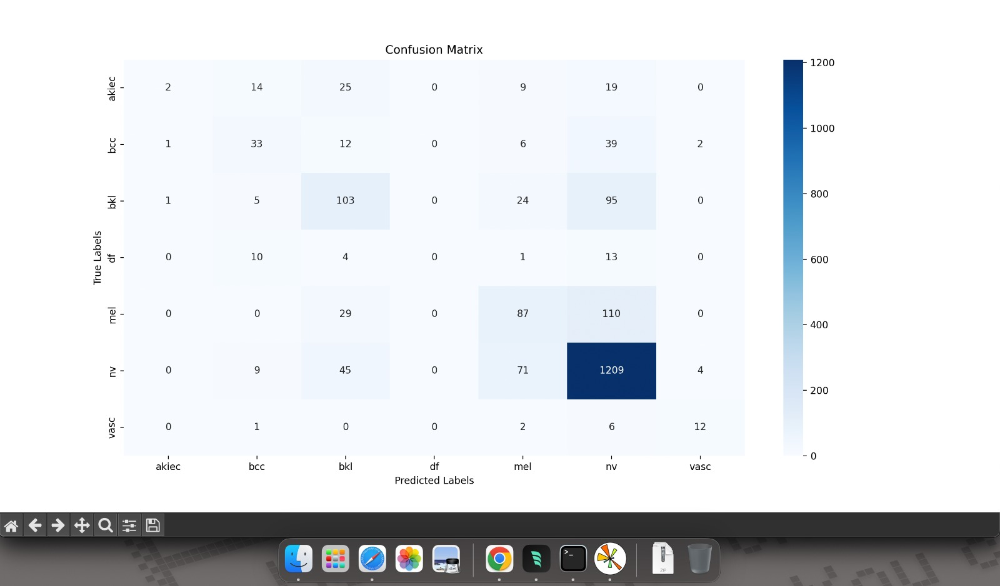 Confusion Matrix
akiec 2 14 25 0 9 19 0
bcc 1 33 12 0 6 39 2
bkl 1 5 103 0 24 95 0
df 0 10 4 0 1 13 0
mel 0 0 29 0 87 110 0
nv 0 9 45 0 71 1209 4
vasc 0 1 0 0 2 6 12
True Labels
akiec bcc bkl df mel nv vasc
Predicted Labels
1200
1000
800
600
400
200
0
>_
ZIP